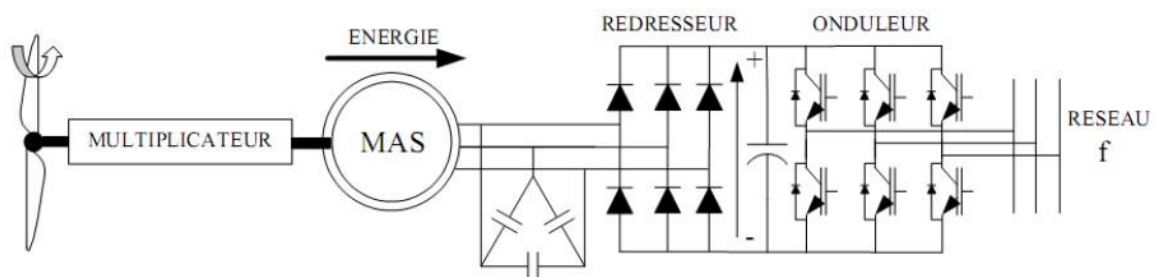 ENERGIE
REDRESSEUR
ONDULEUR
MULTIPLICATEUR
MAS
+
-
RESEAU
f